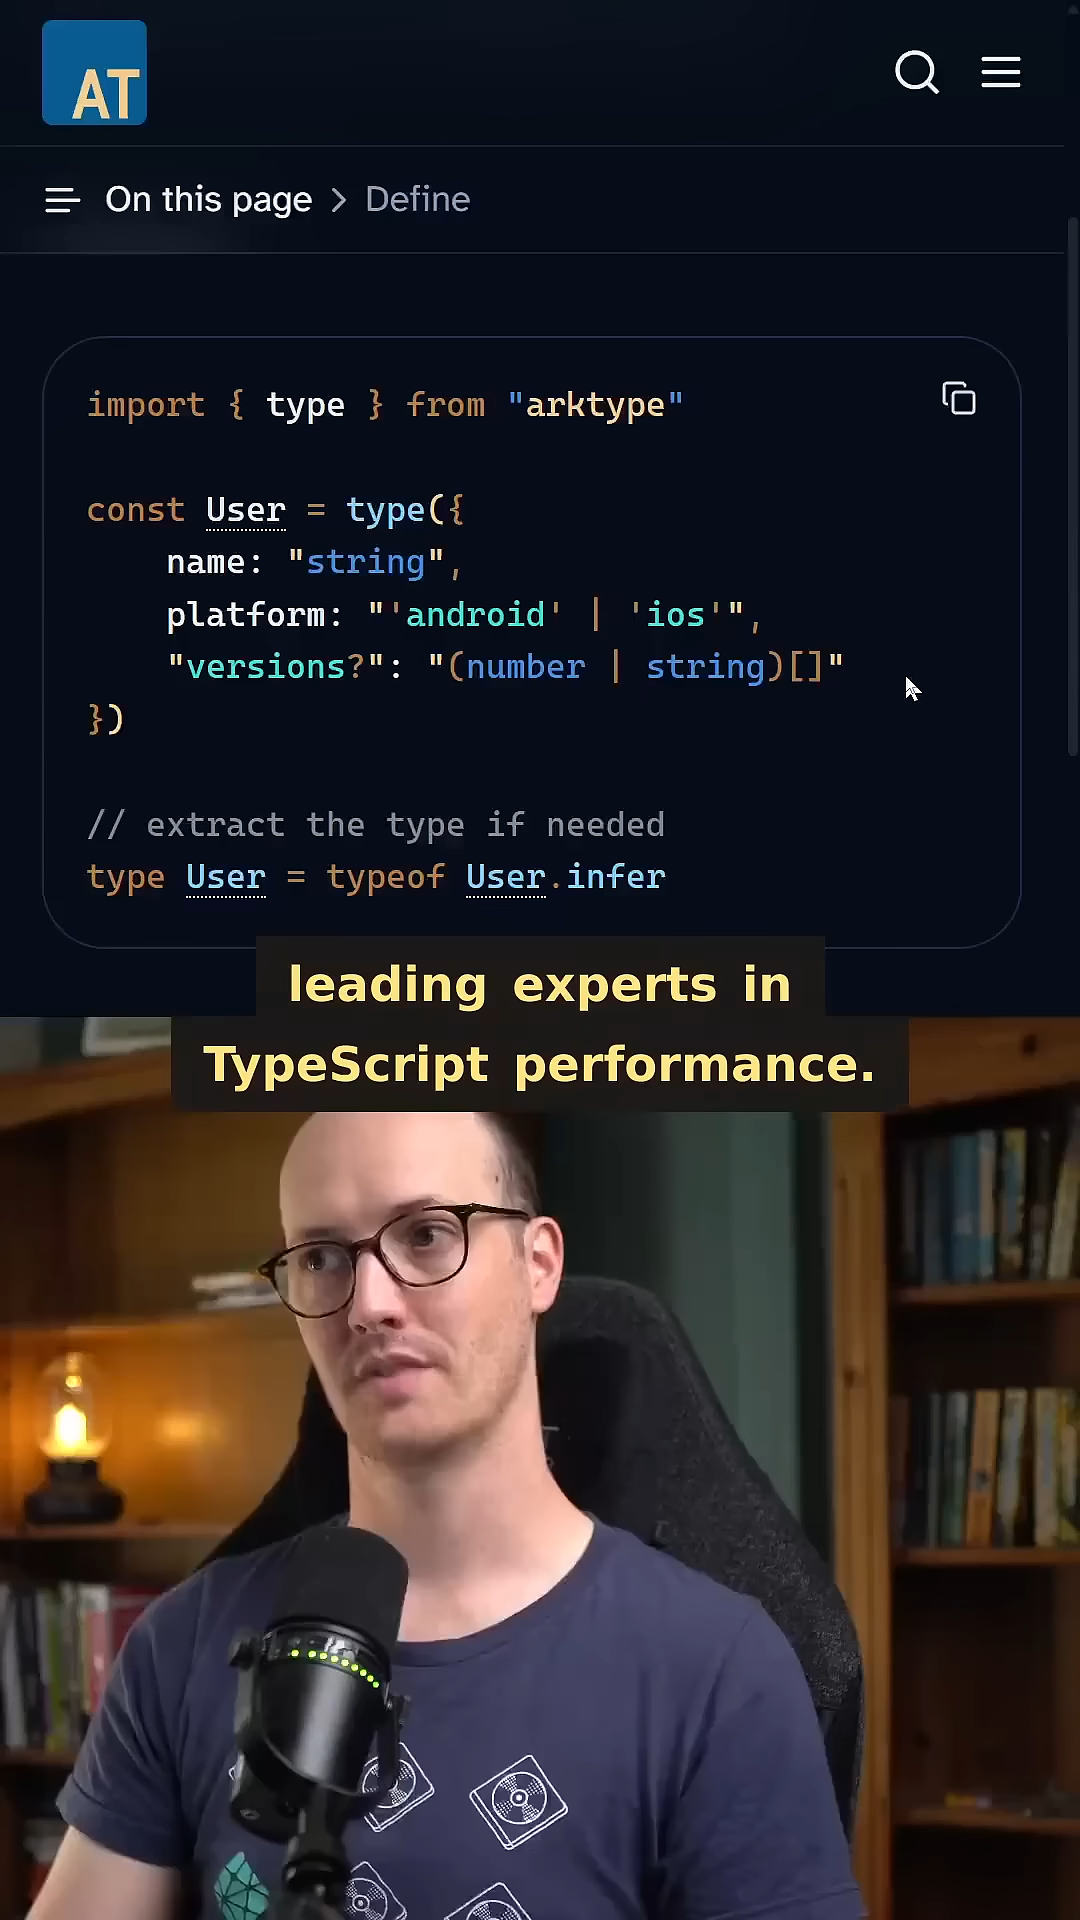 AT
On this page > Define
import { type } from "arktype"
const User = type({
name: "string",
platform: "'android' | 'ios'",
"versions?": "(number | string)[]"
})
// extract the type if needed
type User = typeof User.infer
leading experts in
TypeScript performance.